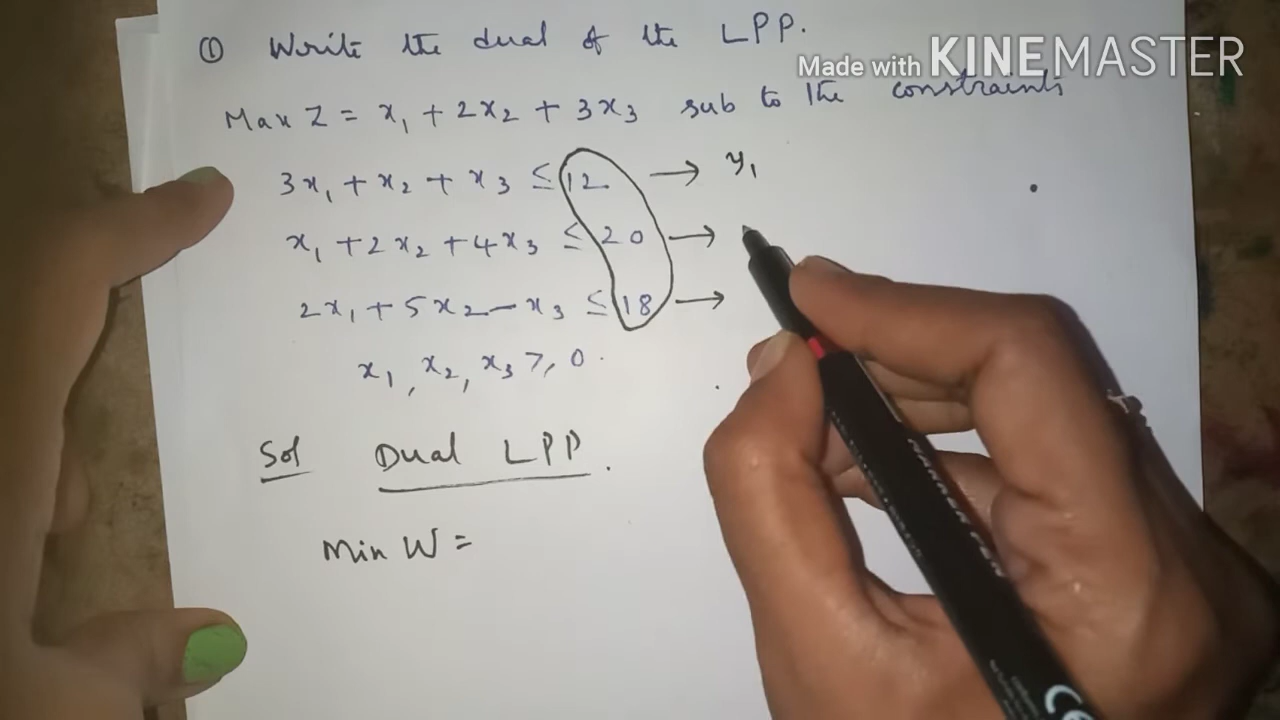 ① Write the dual of the LPP.
Made with KINEMASTER
Max Z = x₁ + 2x₂ + 3x₃ sub to the constraints
3x₁ + x₂ + x₃ ≤ 12 → y₁
x₁ + 2x₂ + 4x₃ ≤ 20 →
2x₁ + 5x₂ - x₃ ≤ 18 →
x₁, x₂, x₃ ≥ 0.
Sol Dual LPP.
Min W =